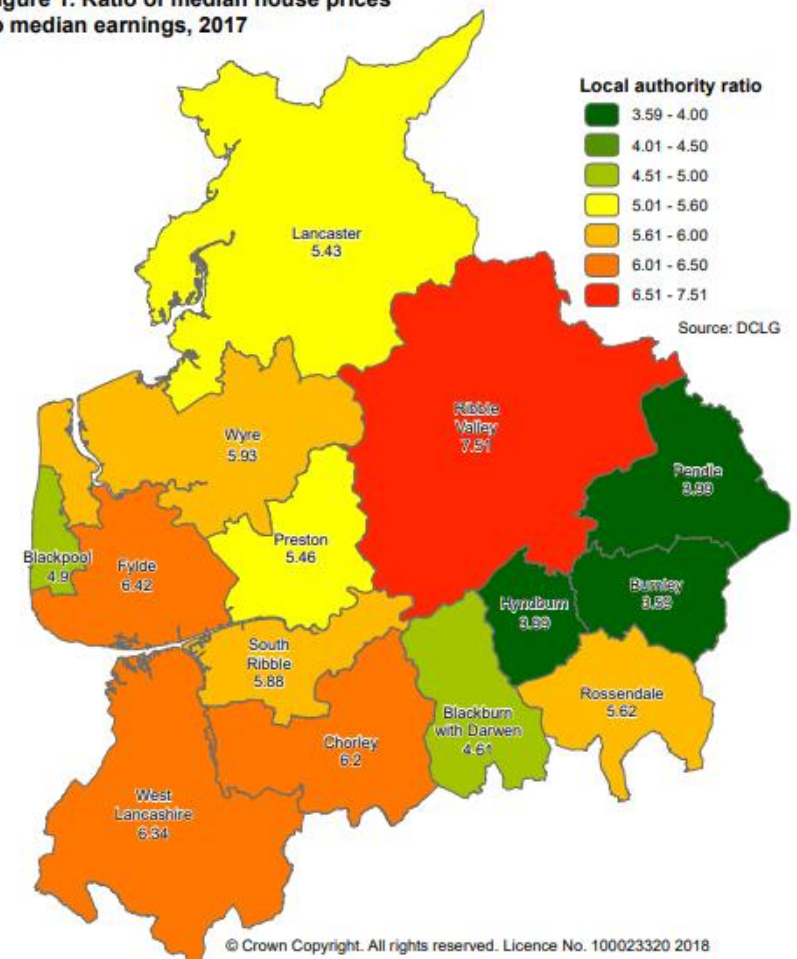 gure 1: Ratio of median house prices
o median earnings, 2017
Local authority ratio
3.59 - 4.00
4.01 - 4.50
4.51 - 5.00
5.01 - 5.60
5.61 - 6.00
6.01 - 6.50
6.51 - 7.51
Source: DCLG
Lancaster
5.43
Ribble
Valley
7.51
Wyre
5.93
Pendle
3.99
Preston
5.46
Blackpool
4.9
Fylde
6.42
Hyndburn
3.99
Burnley
3.59
South
Ribble
5.88
Rossendale
5.62
Blackburn
with Darwen
4.61
Chorley
6.2
West
Lancashire
6.34
© Crown Copyright. All rights reserved. Licence No. 100023320 2018